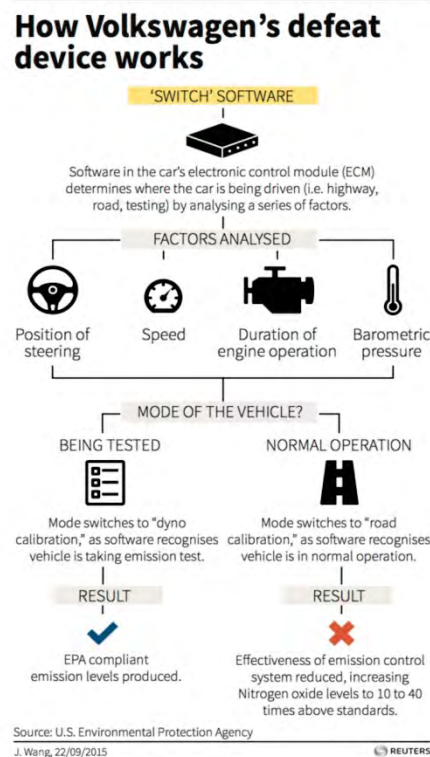 How Volkswagen's defeat
device works
'SWITCH' SOFTWARE
Software in the car's electronic control module (ECM)
determines where the car is being driven (i.e. highway,
road, testing) by analysing a series of factors.
FACTORS ANALYSED
Position of
steering
Speed
Duration of
engine operation
Barometric
pressure
MODE OF THE VEHICLE?
BEING TESTED
Mode switches to "dyno
calibration," as software recognises
vehicle is taking emission test.
RESULT
EPA compliant
emission levels produced.
NORMAL OPERATION
Mode switches to "road
calibration," as software recognises
vehicle is in normal operation.
RESULT
Effectiveness of emission control
system reduced, increasing
Nitrogen oxide levels to 10 to 40
times above standards.
Source: U.S. Environmental Protection Agency
J. Wang, 22/09/2015
REUTERS